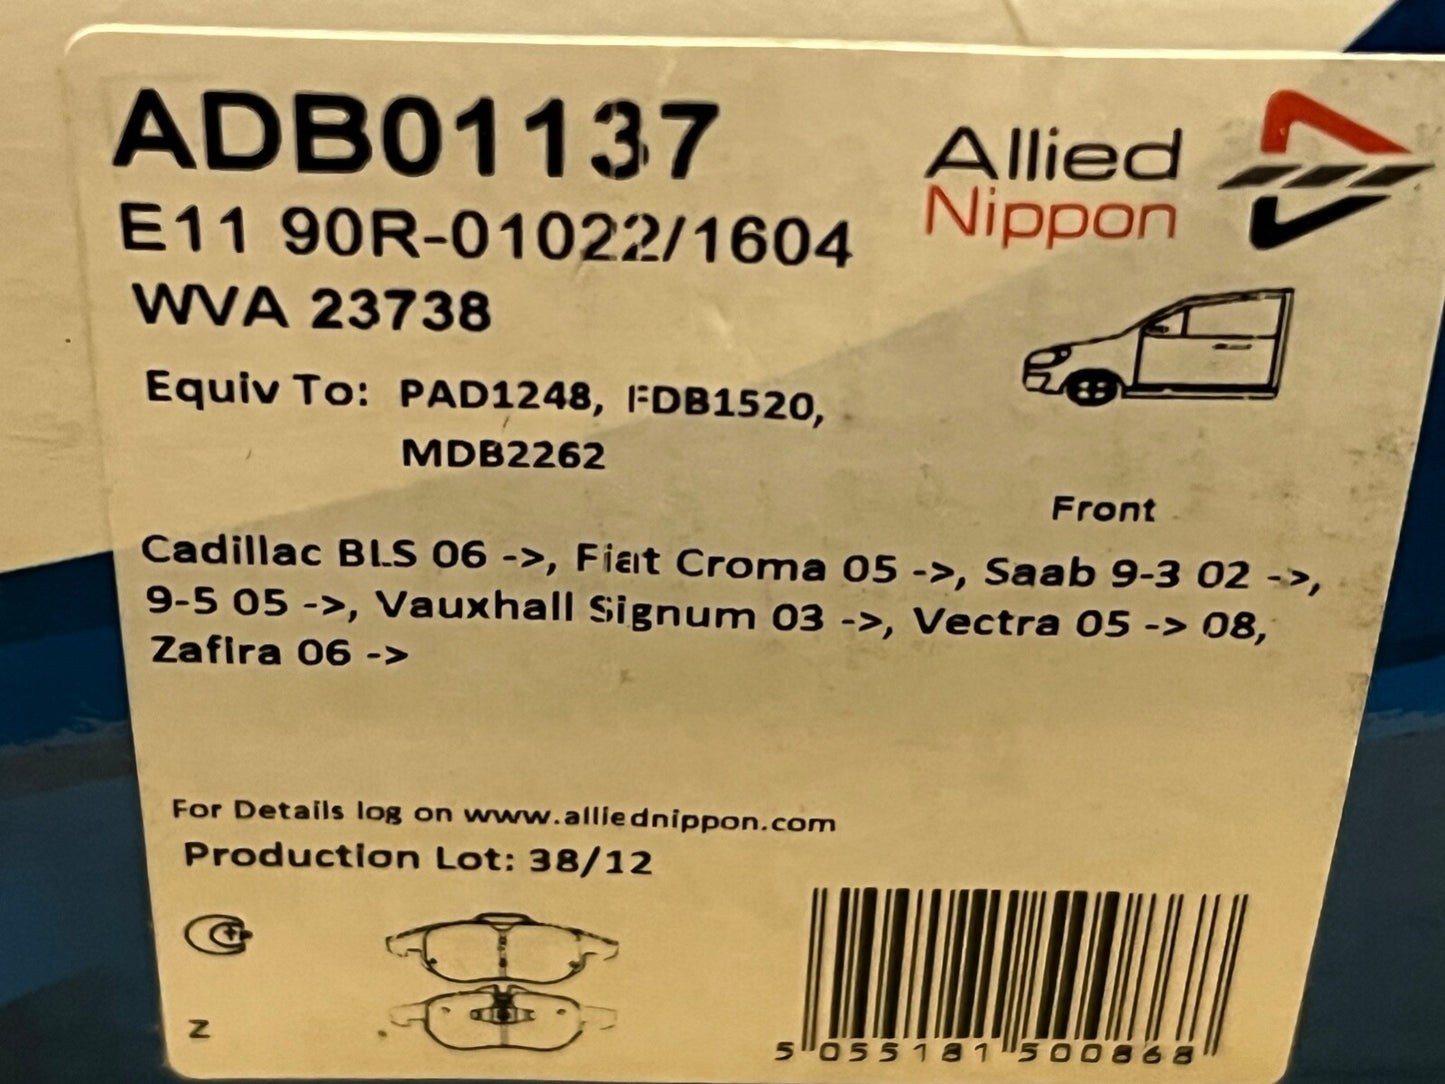 ADB01137
Allied
Nippon
E11 90R-01022/1604
WVA 23738
Equiv To: PAD1248, FDB1520,
MDB2262
Front
Cadillac BLS 06 ->, Fiat Croma 05 ->, Saab 9-3 02 ->,
9-5 05 ->, Vauxhall Signum 03 ->, Vectra 05 -> 08,
Zafira 06 ->
For Details log on www.alliednippon.com
Production Lot: 38/12
Z
5 055181 500868